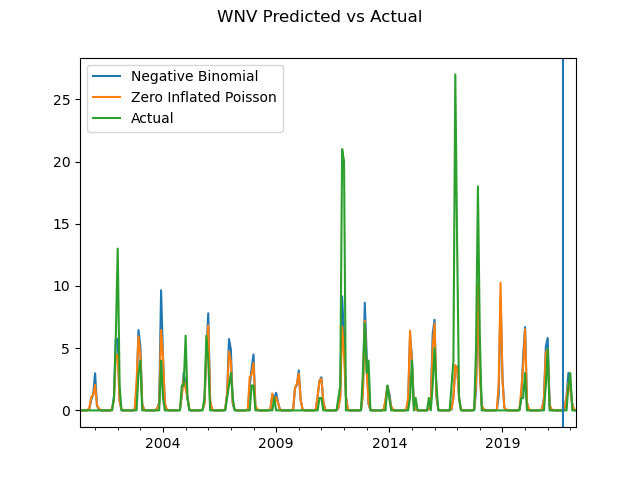 WNV Predicted vs Actual
Negative Binomial
Zero Inflated Poisson
Actual
25
20
15
10
5
0
2004
2009
2014
2019